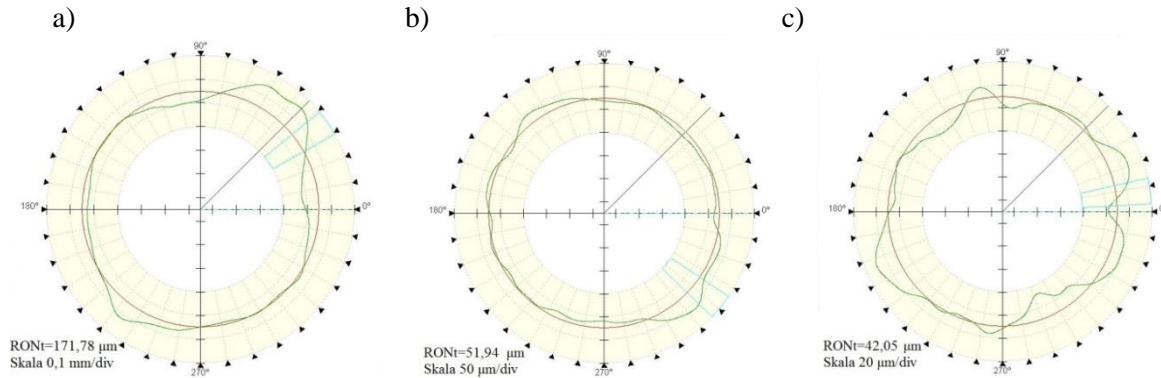 a)
90°
180°
0°
270°
RONt=171,78 μm
Skala 0,1 mm/div
b)
90°
180°
0°
270°
RONt=51,94 μm
Skala 50 μm/div
c)
90°
180°
0°
270°
RONt=42,05 μm
Skala 20 μm/div